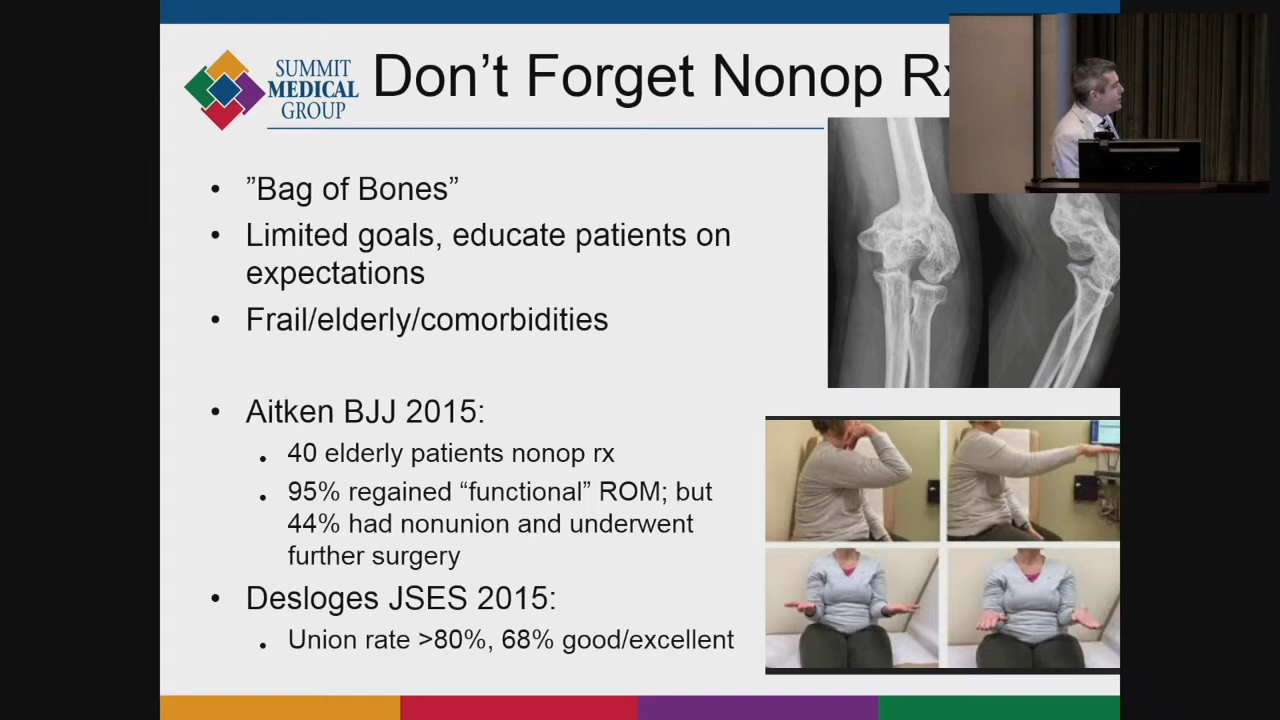 SUMMIT
MEDICAL
GROUP
Don’t Forget Nonop Rx
”Bag of Bones”
Limited goals, educate patients on
expectations
Frail/elderly/comorbidities
Aitken BJJ 2015:
40 elderly patients nonop rx
95% regained “functional” ROM; but
44% had nonunion and underwent
further surgery
Desloges JSES 2015:
Union rate >80%, 68% good/excellent